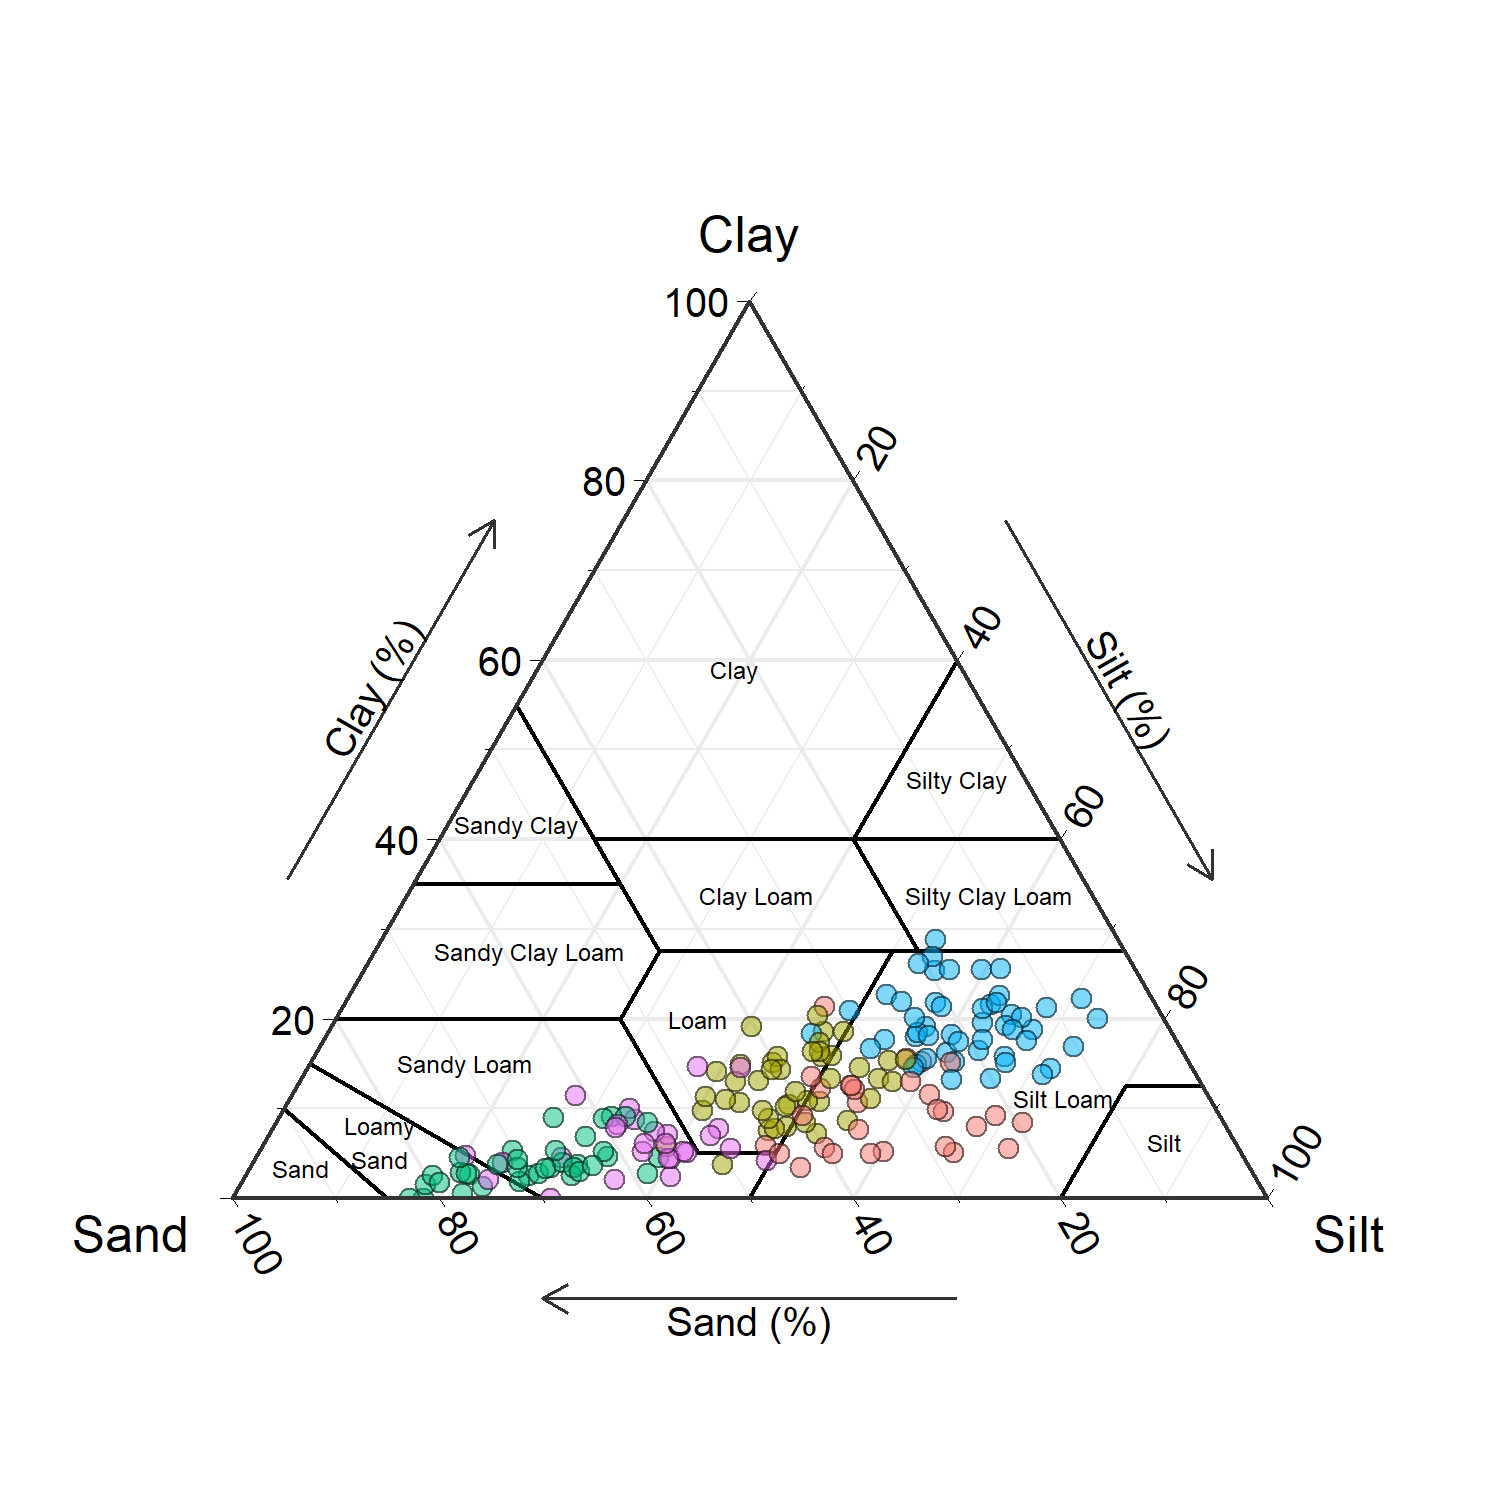 Clay
100
20
80
40
60
Clay (%)
Silt (%)
Clay
60
Silty Clay
Sandy Clay
40
Clay Loam
Silty Clay Loam
Sandy Clay Loam
80
20
Loam
Sandy Loam
Silt Loam
Loamy
Sand
Sand
Silt
100
Sand
100
80
60
40
20
Silt
Sand (%)